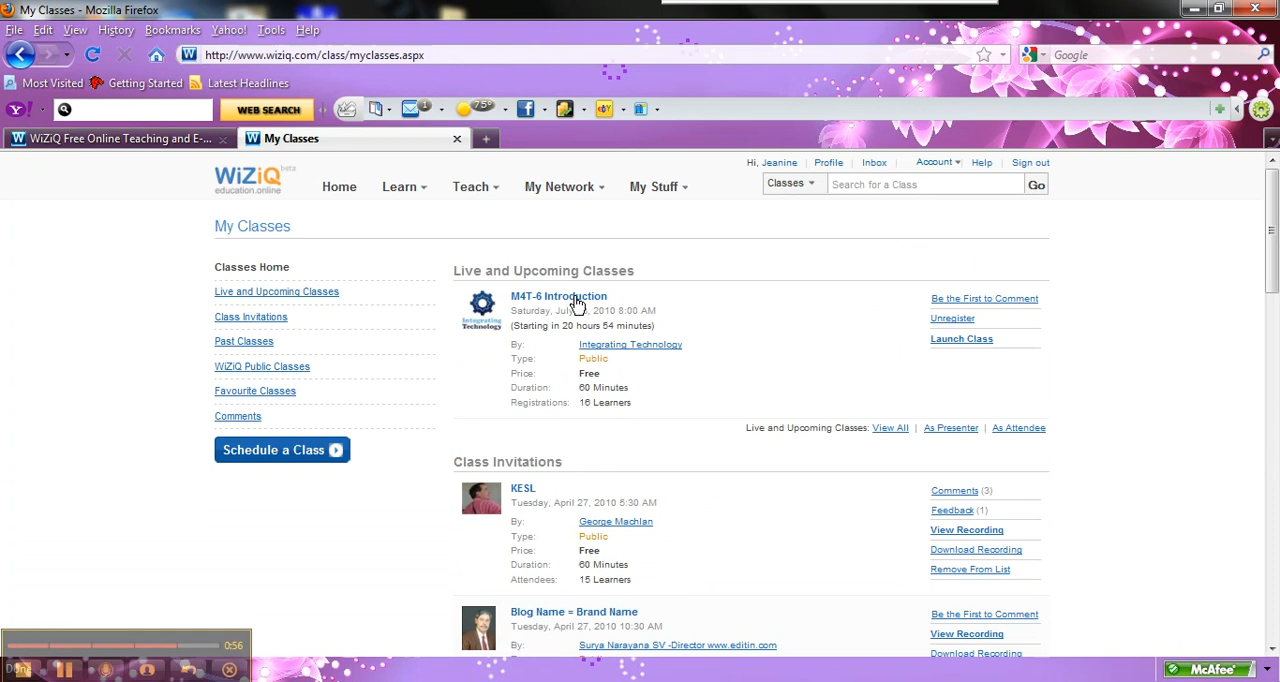 My Classes - Mozilla Firefox
File Edit View History Bookmarks Yahoo! Tools Help
W http://www.wiziq.com/class/myclasses.aspx Google
Most Visited Getting Started Latest Headlines
Y! WEB SEARCH 1 75° f eBY
W WiZiQ Free Online Teaching and E-... W My Classes
Hi, Jeanine Profile Inbox Account Help Sign out
WiZiQ beta
education.online
Home Learn Teach My Network My Stuff
Classes Search for a Class Go
My Classes
Classes Home
Live and Upcoming Classes
Class Invitations
Past Classes
WiZiQ Public Classes
Favourite Classes
Comments
Schedule a Class
Live and Upcoming Classes
Integrating
Technology
M4T-6 Introduction
Saturday, July 2010 8:00 AM
(Starting in 20 hours 54 minutes)
By: Integrating Technology
Type: Public
Price: Free
Duration: 60 Minutes
Registrations: 16 Learners
Be the First to Comment
Unregister
Launch Class
Live and Upcoming Classes: View All | As Presenter | As Attendee
Class Invitations
KESL
Tuesday, April 27, 2010 5:30 AM
By: George Machlan
Type: Public
Price: Free
Duration: 60 Minutes
Attendees: 15 Learners
Comments (3)
Feedback (1)
View Recording
Download Recording
Remove From List
Blog Name = Brand Name
Tuesday, April 27, 2010 10:30 AM
By: Surya Narayana SV -Director www.editin.com
Be the First to Comment
View Recording
Download Recording
0:56
Done
McAfee